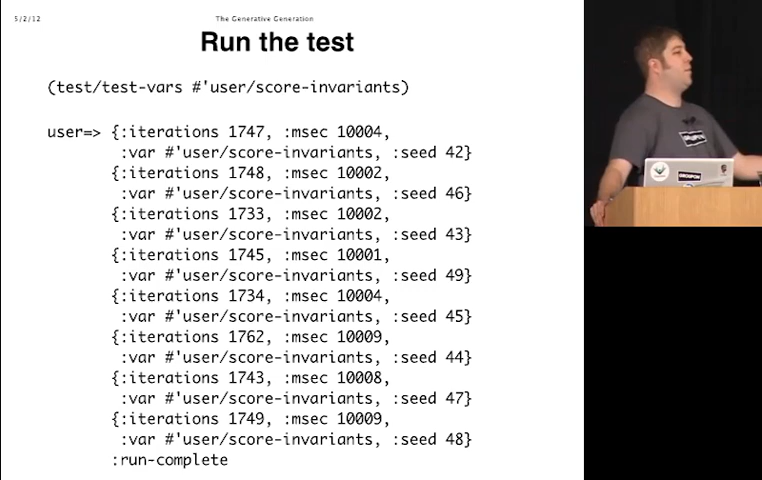 5/2/12
The Generative Generation
Run the test
(test/test-vars #'user/score-invariants)
user=> {:iterations 1747, :msec 10004,
:var #'user/score-invariants, :seed 42}
{:iterations 1748, :msec 10002,
:var #'user/score-invariants, :seed 46}
{:iterations 1733, :msec 10002,
:var #'user/score-invariants, :seed 43}
{:iterations 1745, :msec 10001,
:var #'user/score-invariants, :seed 49}
{:iterations 1734, :msec 10004,
:var #'user/score-invariants, :seed 45}
{:iterations 1762, :msec 10009,
:var #'user/score-invariants, :seed 44}
{:iterations 1743, :msec 10008,
:var #'user/score-invariants, :seed 47}
{:iterations 1749, :msec 10009,
:var #'user/score-invariants, :seed 48}
:run-complete